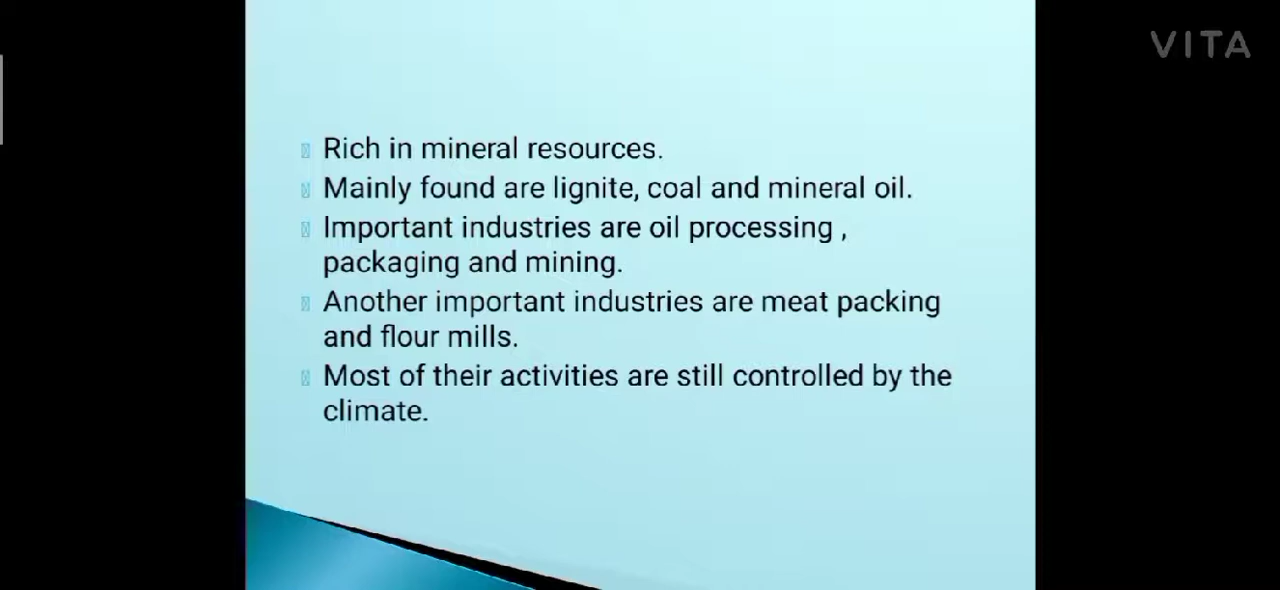 VITA
Rich in mineral resources.
Mainly found are lignite, coal and mineral oil.
Important industries are oil processing ,
packaging and mining.
Another important industries are meat packing
and flour mills.
Most of their activities are still controlled by the
climate.